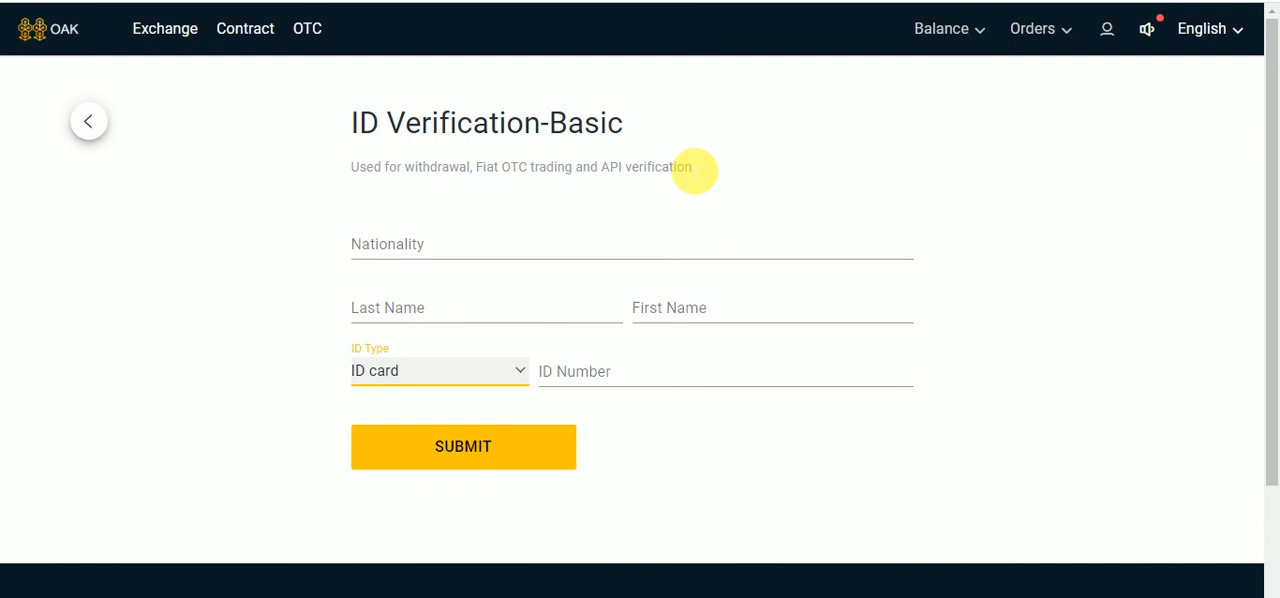 OAK Exchange Contract OTC Balance Orders English
ID Verification-Basic
Used for withdrawal, Fiat OTC trading and API verification
Nationality
Last Name First Name
ID Type
ID card ID Number
SUBMIT